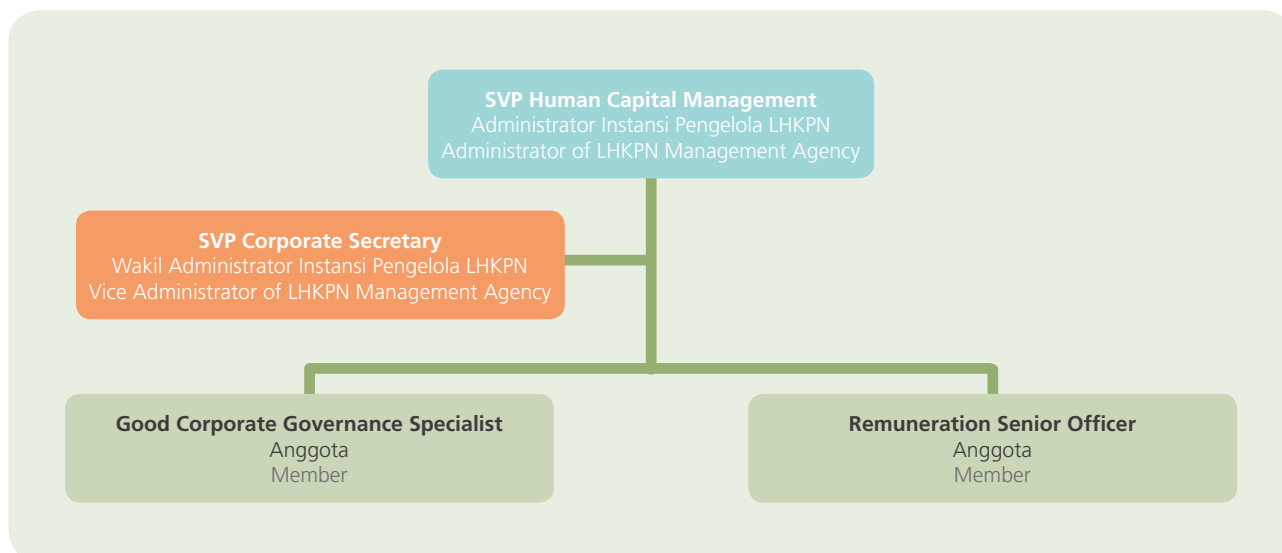 SVP Human Capital Management
Administrator Instansi Pengelola LHKPN
Administrator of LHKPN Management Agency
SVP Corporate Secretary
Wakil Administrator Instansi Pengelola LHKPN
Vice Administrator of LHKPN Management Agency
Good Corporate Governance Specialist
Anggota
Member
Remuneration Senior Officer
Anggota
Member